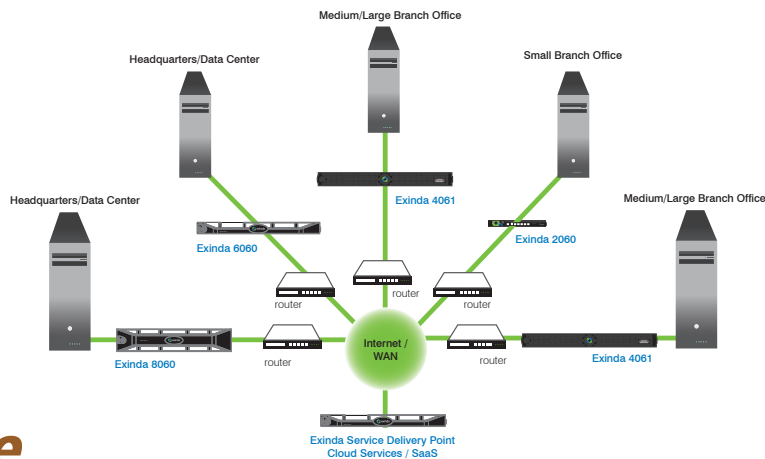 Medium/Large Branch Office
Headquarters/Data Center
Small Branch Office
Headquarters/Data Center
Medium/Large Branch Office
Exinda 4061
Exinda 6060
Exinda 2060
router
router
router
Internet /
WAN
Exinda 8060
router
router
Exinda 4061
Exinda Service Delivery Point
Cloud Services / SaaS